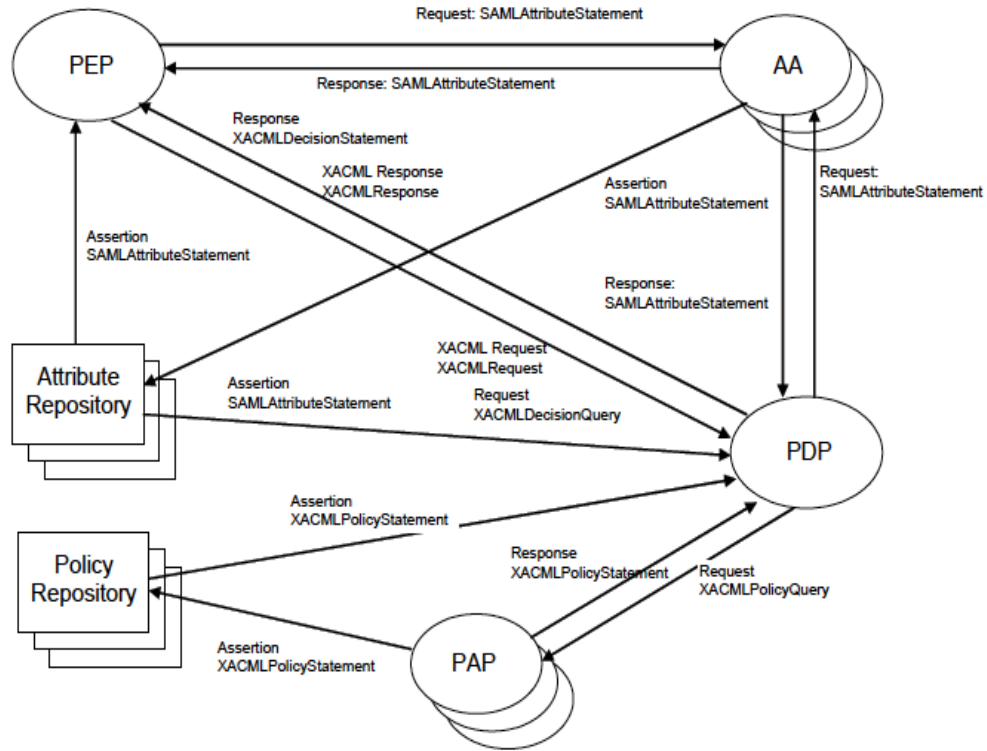 Request: SAMLAttributeStatement
PEP
AA
Response: SAMLAttributeStatement
Response
XACMLDecisionStatement
XACML Response
XACMLResponse
Request:
SAMLAttributeStatement
Assertion
SAMLAttributeStatement
Assertion
SAMLAttributeStatement
Response:
SAMLAttributeStatement
XACML Request
XACMLRequest
Attribute
Repository
Assertion
SAMLAttributeStatement
Request
XACMLDecisionQuery
PDP
Assertion
XACMLPolicyStatement
Policy
Repository
Response
XACMLPolicyStatement
Request
XACMLPolicyQuery
Assertion
XACMLPolicyStatement
PAP